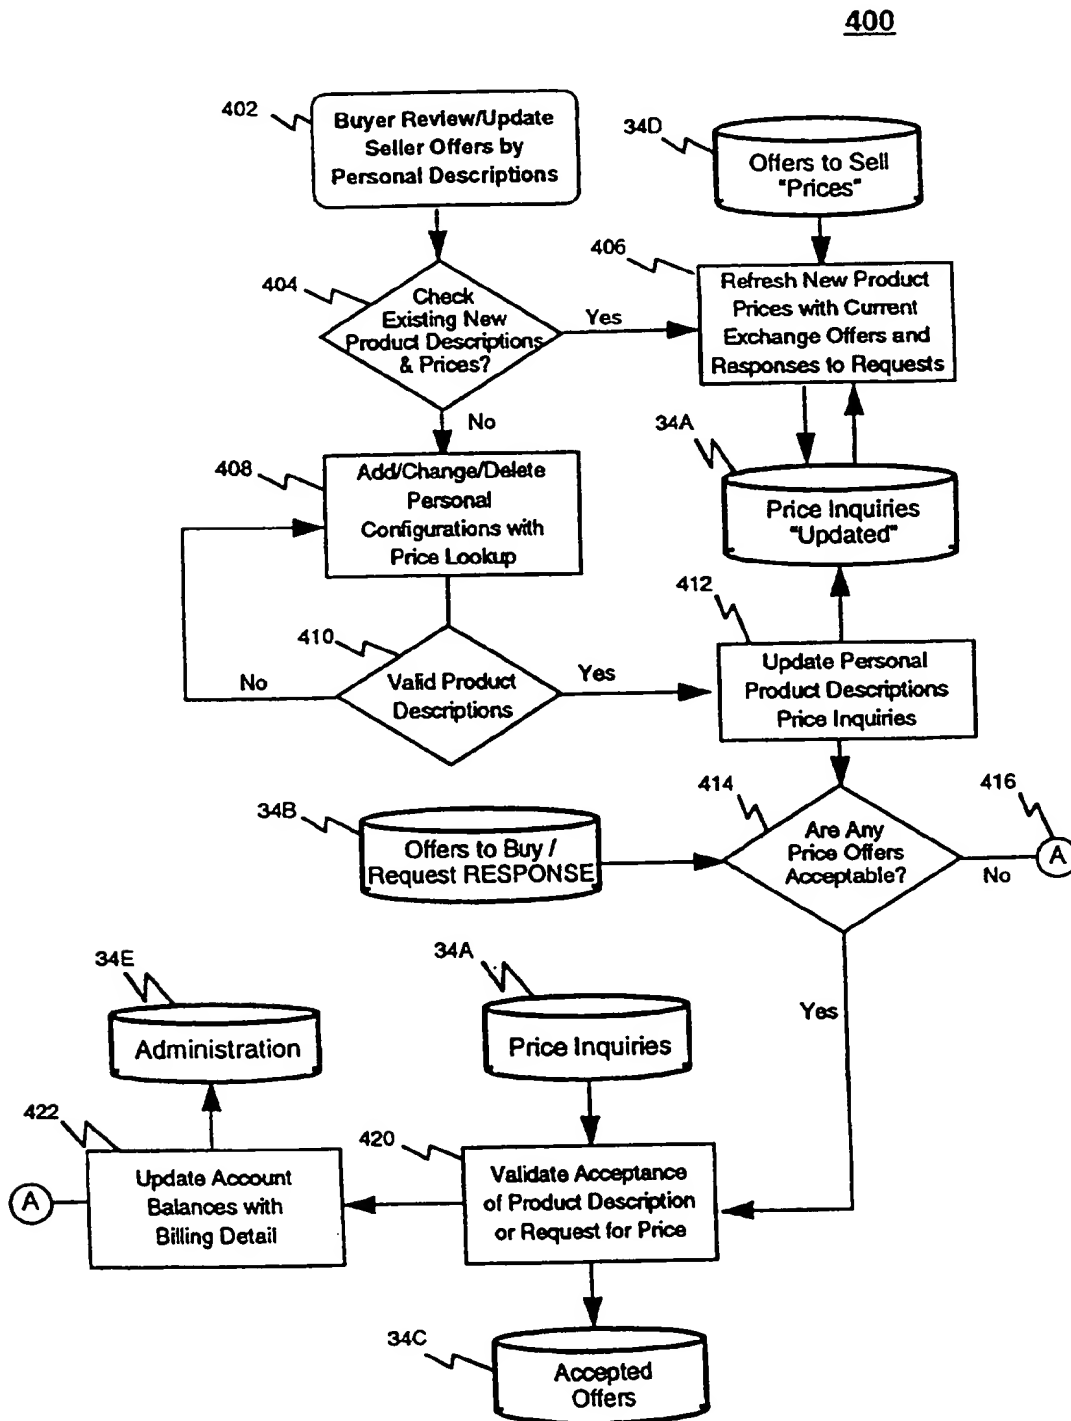 400
402
Buyer Review/Update
Seller Offers by
Personal Descriptions
34D
Offers to Sell
"Prices"
404
Check
Existing New
Product Descriptions
& Prices?
Yes
No
406
Refresh New Product
Prices with Current
Exchange Offers and
Responses to Requests
34A
Price Inquiries
"Updated"
408
Add/Change/Delete
Personal
Configurations with
Price Lookup
410
Valid Product
Descriptions
No
Yes
412
Update Personal
Product Descriptions
Price Inquiries
34B
Offers to Buy /
Request RESPONSE
414
Are Any
Price Offers
Acceptable?
No
416
A
Yes
34E
Administration
34A
Price Inquiries
422
Update Account
Balances with
Billing Detail
A
420
Validate Acceptance
of Product Description
or Request for Price
34C
Accepted
Offers